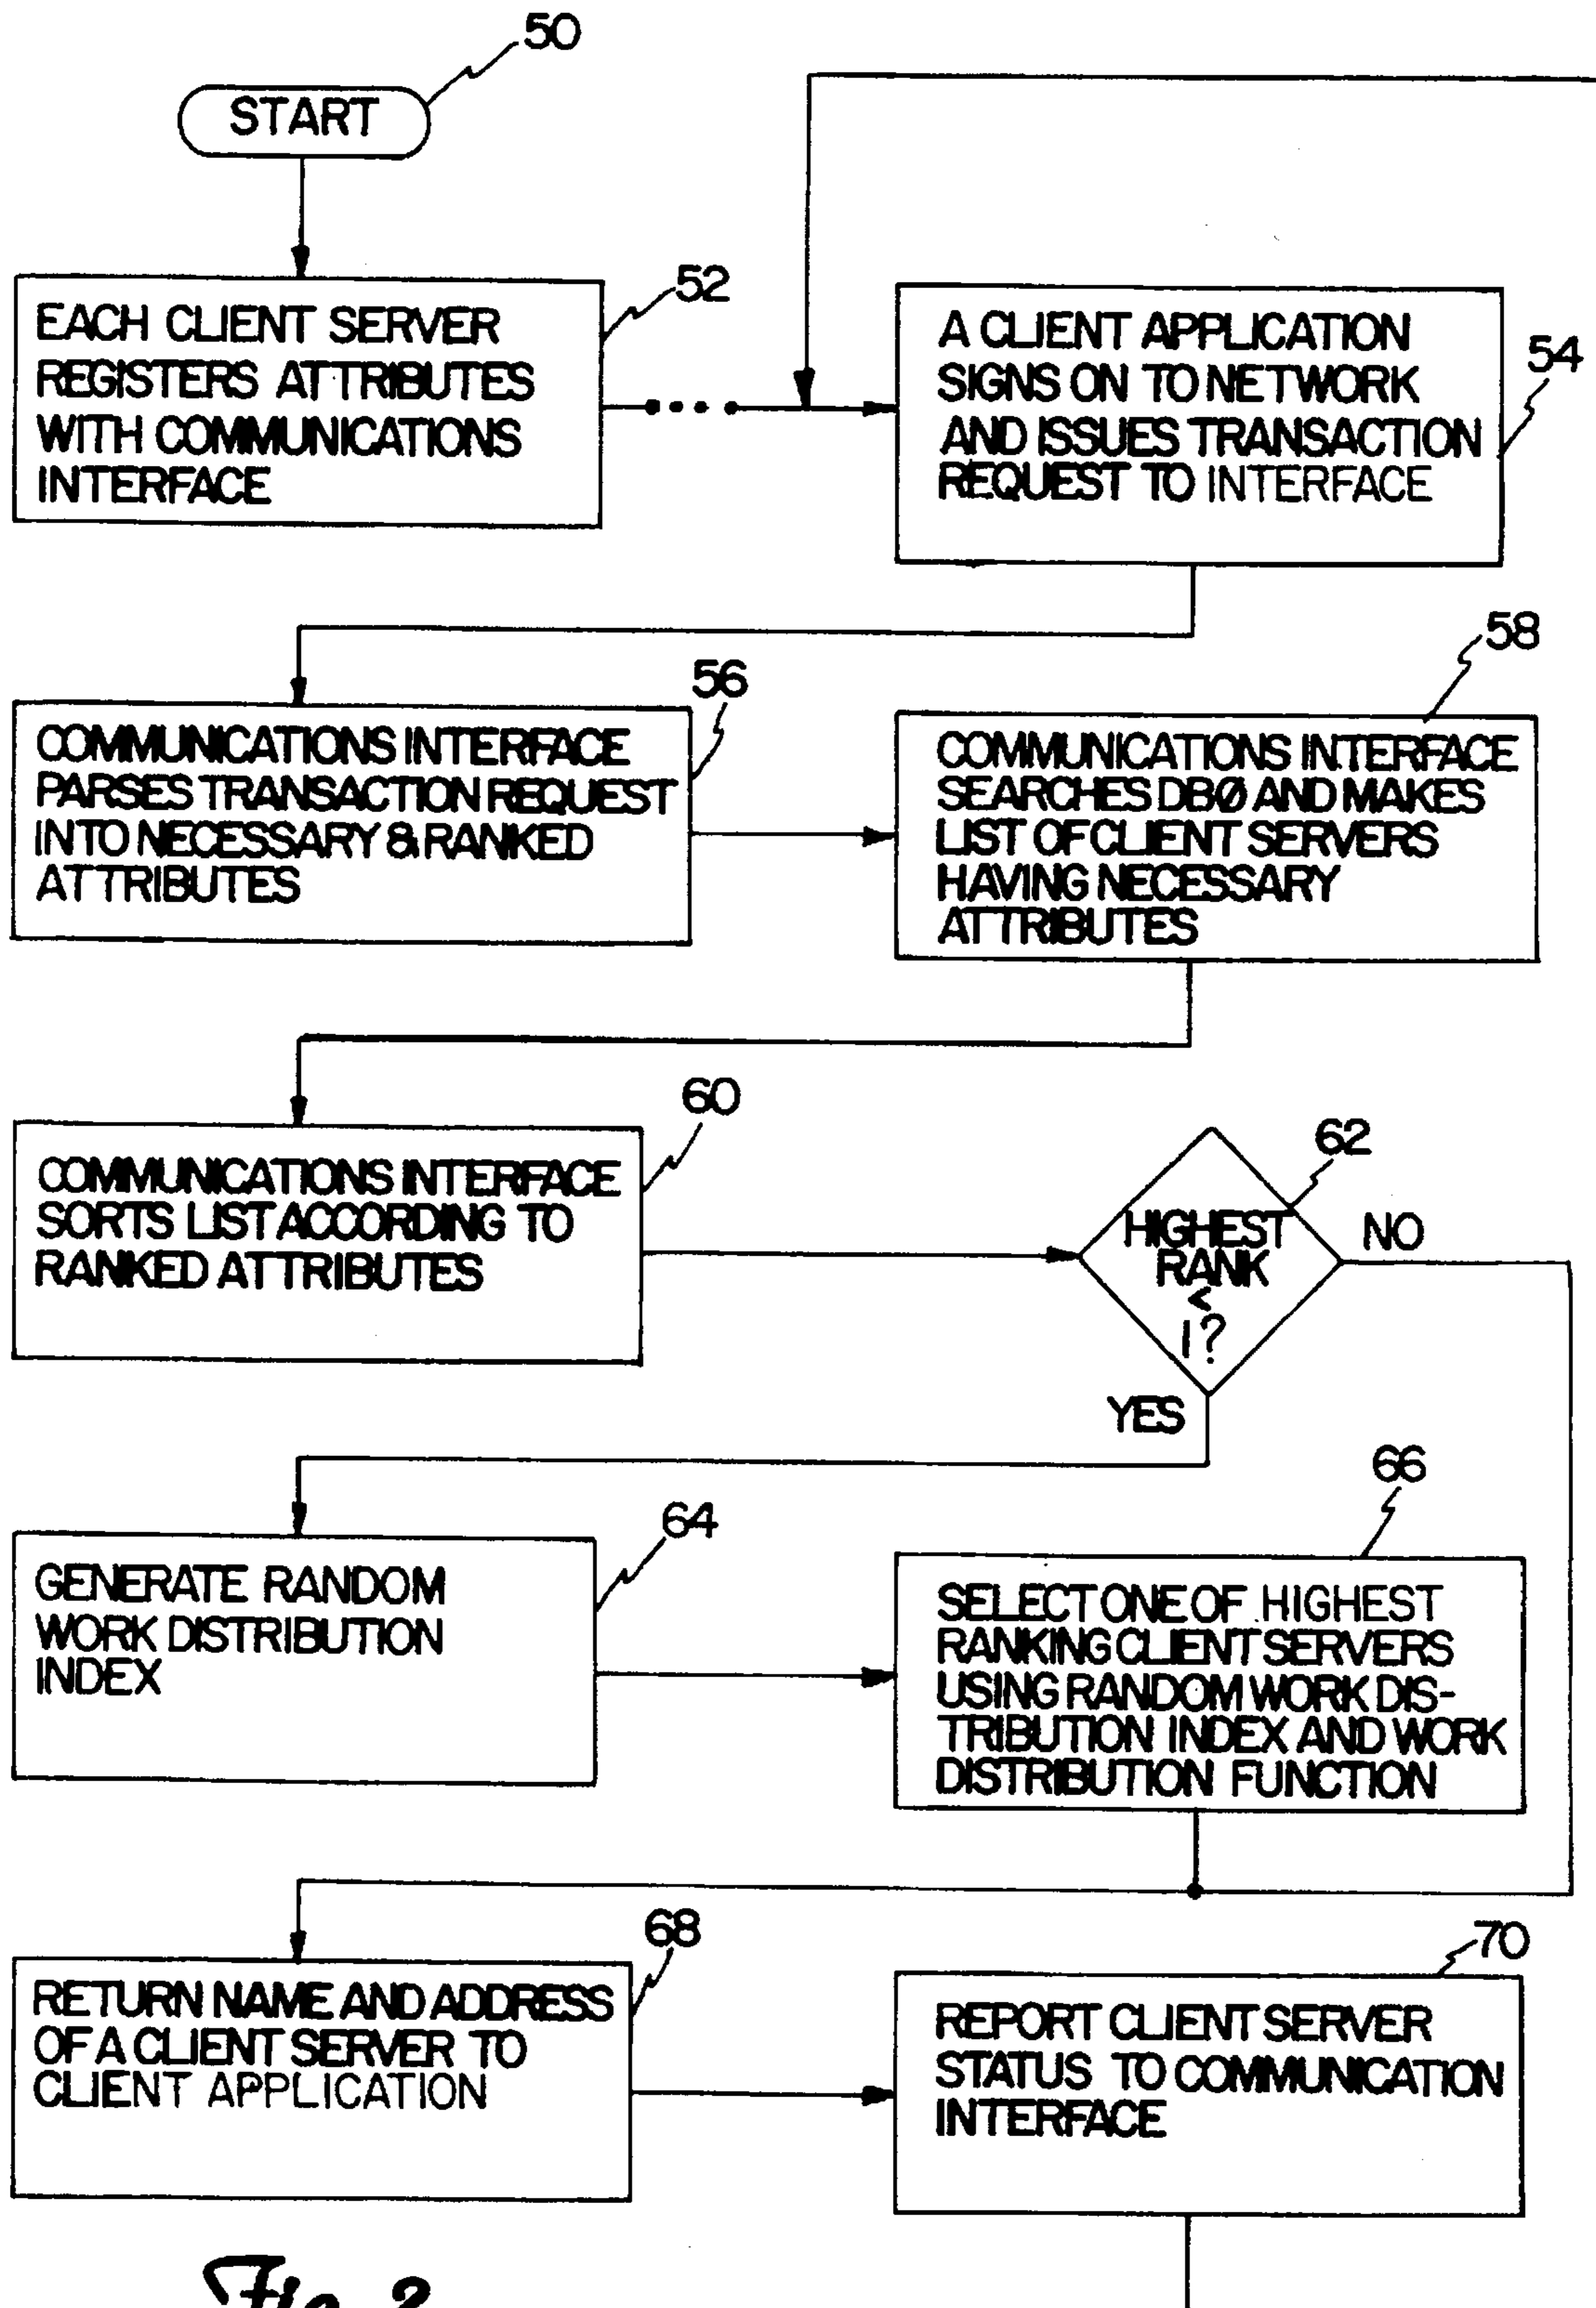 50
START
52
EACH CLIENT SERVER
REGISTERS ATTRIBUTES
WITH COMMUNICATIONS
INTERFACE
54
A CLIENT APPLICATION
SIGNS ON TO NETWORK
AND ISSUES TRANSACTION
REQUEST TO INTERFACE
56
COMMUNICATIONS INTERFACE
PARSES TRANSACTION REQUEST
INTO NECESSARY & RANKED
ATTRIBUTES
58
COMMUNICATIONS INTERFACE
SEARCHES DBØ AND MAKES
LIST OF CLIENT SERVERS
HAVING NECESSARY
ATTRIBUTES
60
COMMUNICATIONS INTERFACE
SORTS LIST ACCORDING TO
RANKED ATTRIBUTES
62
HIGHEST
RANK
<
1?
NO
YES
64
GENERATE RANDOM
WORK DISTRIBUTION
INDEX
66
SELECT ONE OF HIGHEST
RANKING CLIENT SERVERS
USING RANDOM WORK DIS-
TRIBUTION INDEX AND WORK
DISTRIBUTION FUNCTION
68
RETURN NAME AND ADDRESS
OF A CLIENT SERVER TO
CLIENT APPLICATION
70
REPORT CLIENT SERVER
STATUS TO COMMUNICATION
INTERFACE
Fig. 2